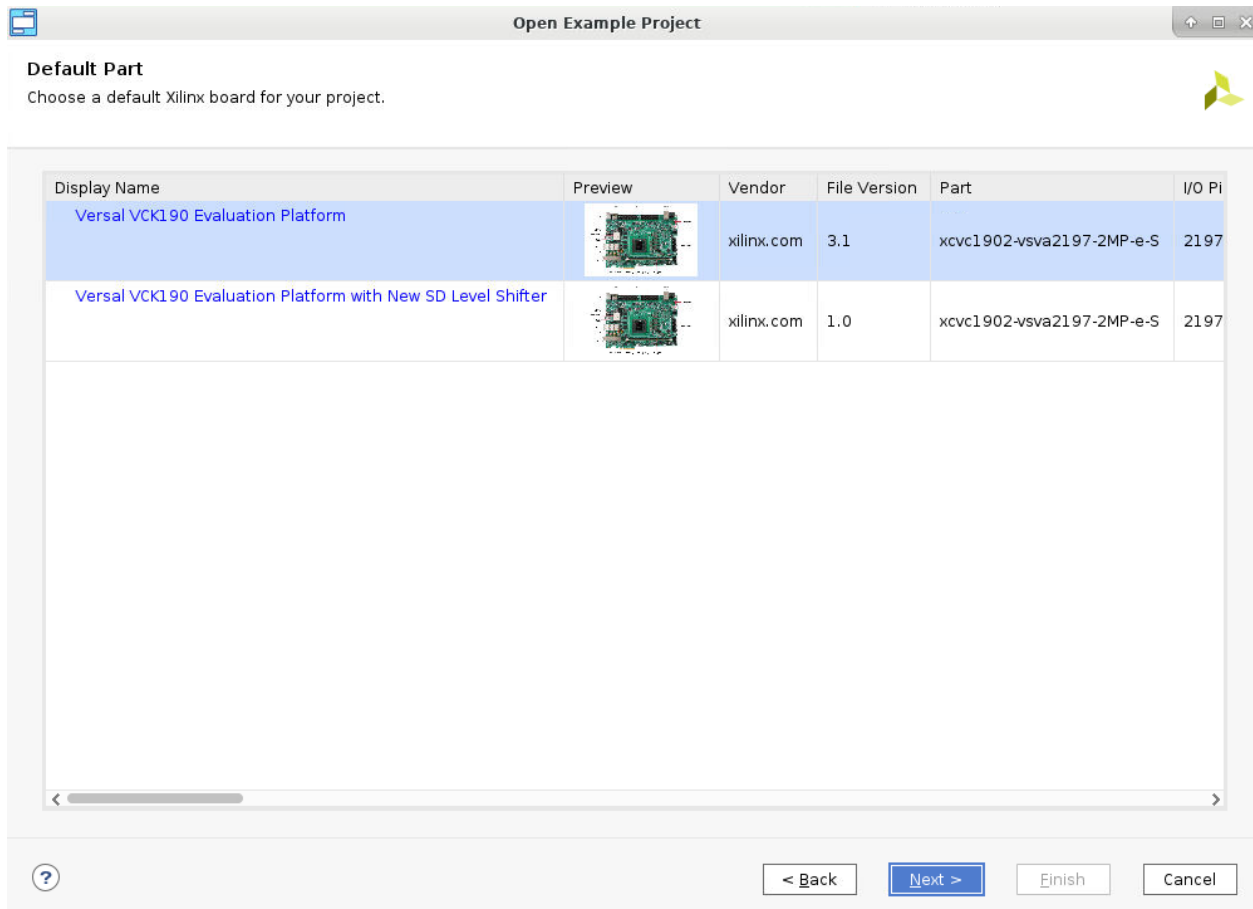 Open Example Project
Default Part
Choose a default Xilinx board for your project.
Display Name Preview Vendor File Version Part I/O Pi
Versal VCK190 Evaluation Platform
xilinx.com 3.1 xcvc1902-vsva2197-2MP-e-S 2197
Versal VCK190 Evaluation Platform with New SD Level Shifter
xilinx.com 1.0 xcvc1902-vsva2197-2MP-e-S 2197
? < Back Next > Finish Cancel